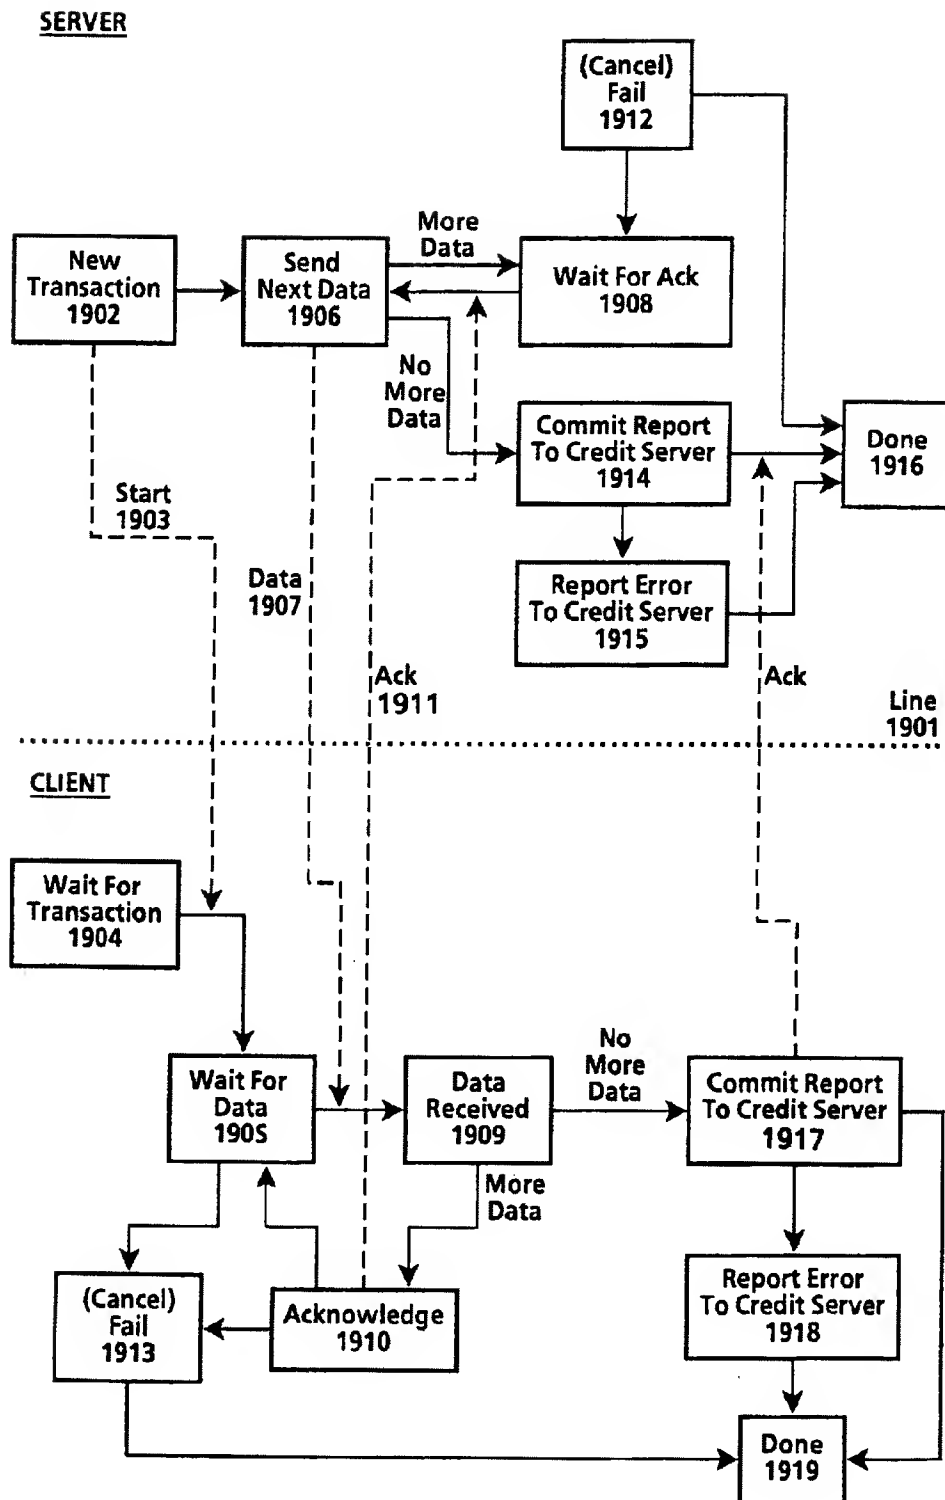 SERVER
(Cancel)
Fail
1912
New
Transaction
1902
Send
Next Data
1906
More
Data
Wait For Ack
1908
No
More
Data
Commit Report
To Credit Server
1914
Done
1916
Start
1903
Data
1907
Report Error
To Credit Server
1915
Ack
1911
Ack
Line
1901
CLIENT
Wait For
Transaction
1904
Wait For
Data
190S
Data
Received
1909
No
More
Data
Commit Report
To Credit Server
1917
More
Data
(Cancel)
Fail
1913
Acknowledge
1910
Report Error
To Credit Server
1918
Done
1919